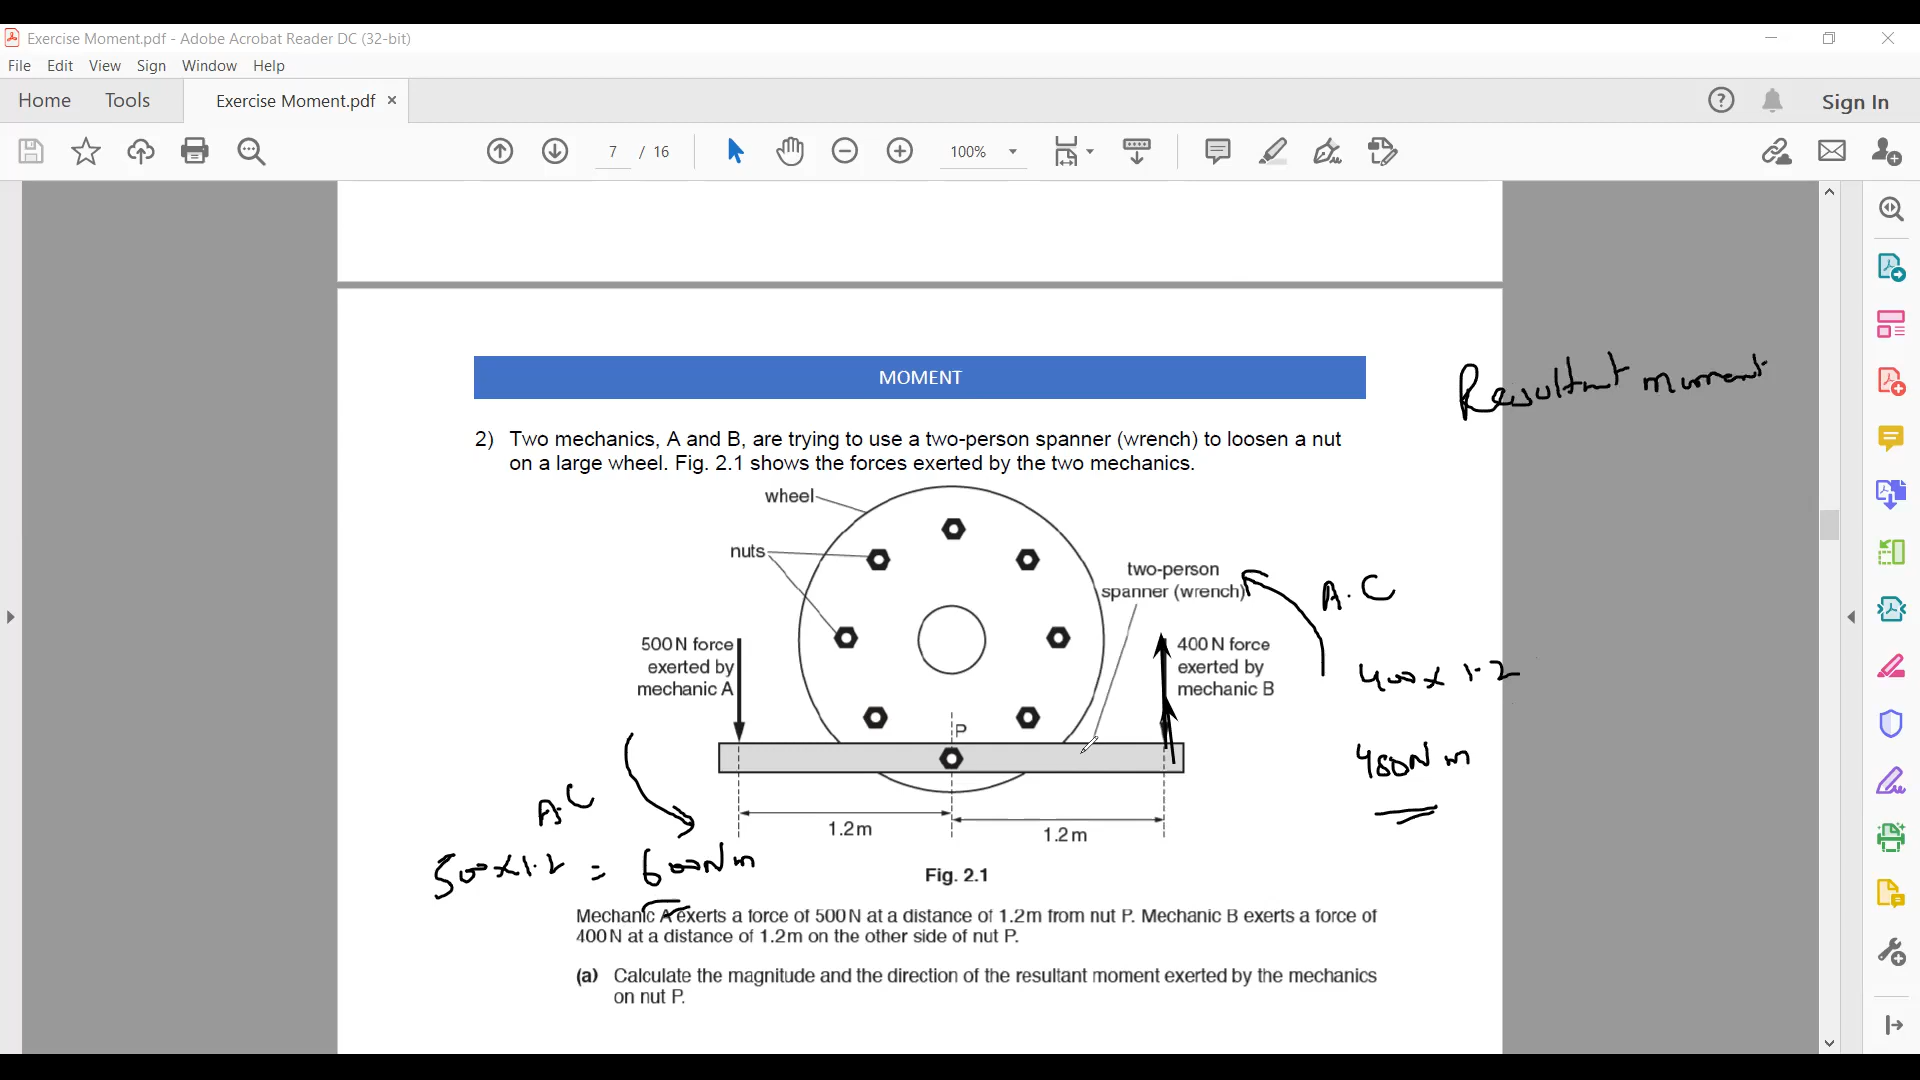 Exercise Moment.pdf - Adobe Acrobat Reader DC (32-bit)
File Edit View Sign Window Help
Home Tools Exercise Moment.pdf × Sign In
7 / 16 100%
MOMENT
Resultant moment
2) Two mechanics, A and B, are trying to use a two-person spanner (wrench) to loosen a nut
on a large wheel. Fig. 2.1 shows the forces exerted by the two mechanics.
wheel
nuts
two-person
spanner (wrench)
A.C
500 N force
exerted by
mechanic A
400 N force
exerted by
mechanic B
400 x 1.2
P
480 N m
A.C
1.2 m
1.2 m
500 x 1.2 = 600 N m
Fig. 2.1
Mechanic A exerts a force of 500 N at a distance of 1.2 m from nut P. Mechanic B exerts a force of
400 N at a distance of 1.2 m on the other side of nut P.
(a) Calculate the magnitude and the direction of the resultant moment exerted by the mechanics
on nut P.